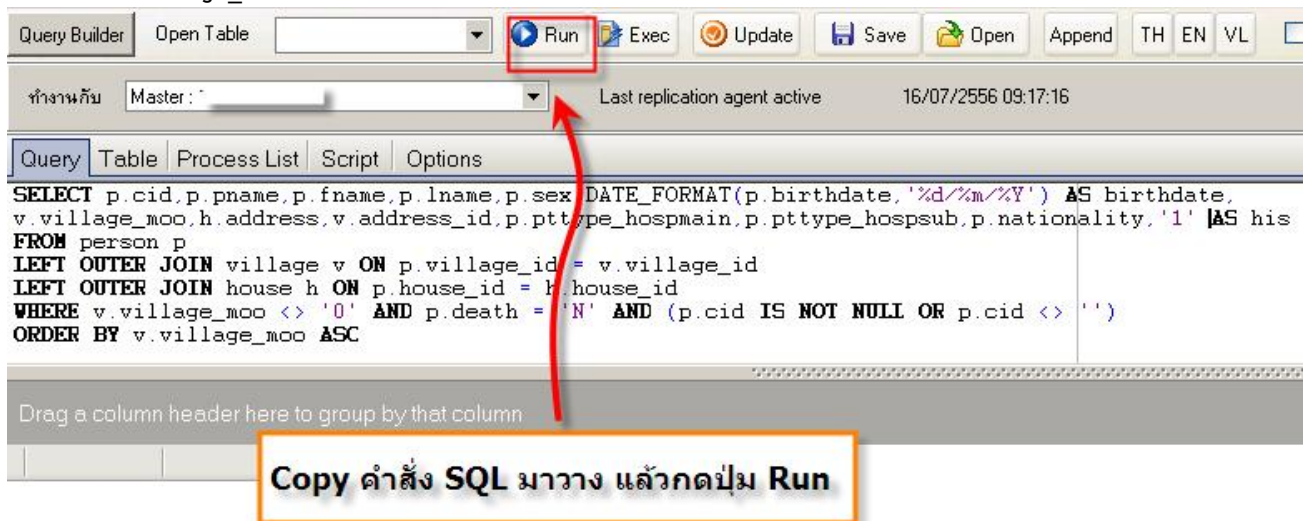 Query Builder Open Table Run Exec Update Save Open Append TH EN VL
ทำงานกับ Master : Last replication agent active 16/07/2556 09:17:16
Query Table Process List Script Options
SELECT p.cid,p.pname,p.fname,p.lname,p.sex DATE_FORMAT(p.birthdate,'%d/%m/%Y') AS birthdate,
v.village_moo,h.address,v.address_id,p.pttype_hospmain,p.pttype_hospsub,p.nationality,'1' AS his
FROM person p
LEFT OUTER JOIN village v ON p.village_id = v.village_id
LEFT OUTER JOIN house h ON p.house_id = h.house_id
WHERE v.village_moo <> '0' AND p.death = 'N' AND (p.cid IS NOT NULL OR p.cid <> '')
ORDER BY v.village_moo ASC
Drag a column header here to group by that column
Copy คำสั่ง SQL มาวาง แล้วกดปุ่ม Run